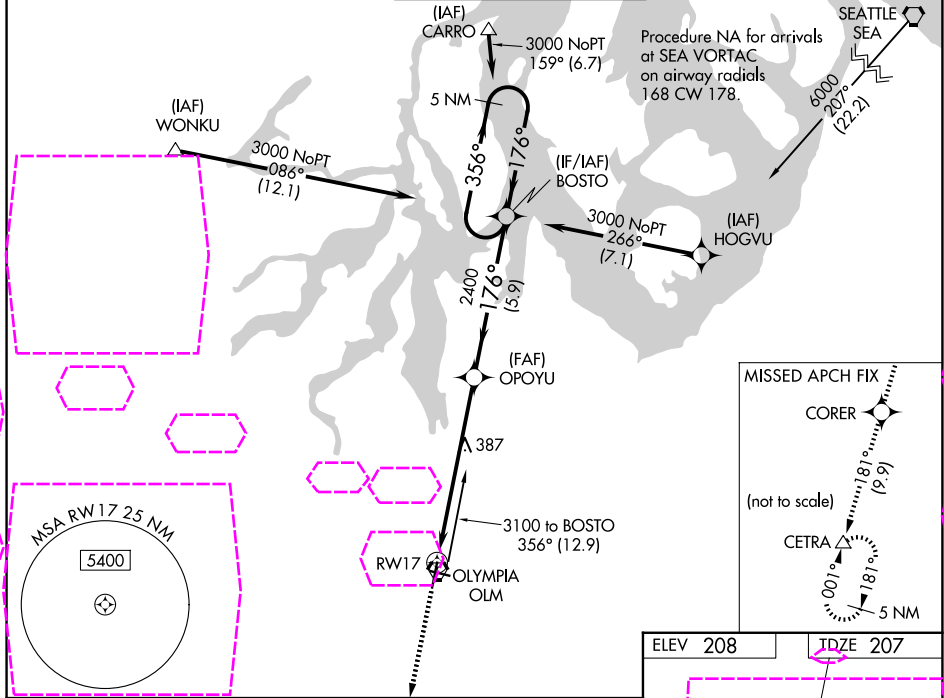 (IAF)
CARRO
3000 NoPT
159° (6.7)
5 NM
Procedure NA for arrivals
at SEA VORTAC
on airway radials
168 CW 178.
SEATTLE
SEA
6000
207°
(22.2)
(IAF)
WONKU
3000 NoPT
086°
(12.1)
356°
176°
(IF/IAF)
BOSTO
3000 NoPT
266°
(7.1)
(IAF)
HOGVU
2400
176°
(5.9)
(FAF)
OPOYU
387
3100 to BOSTO
356° (12.9)
RW17
OLYMPIA
OLM
MSA RW17 25 NM
5400
MISSED APCH FIX
CORER
181°
(9.9)
(not to scale)
CETRA
001°
181°
5 NM
ELEV 208
TDZE 207